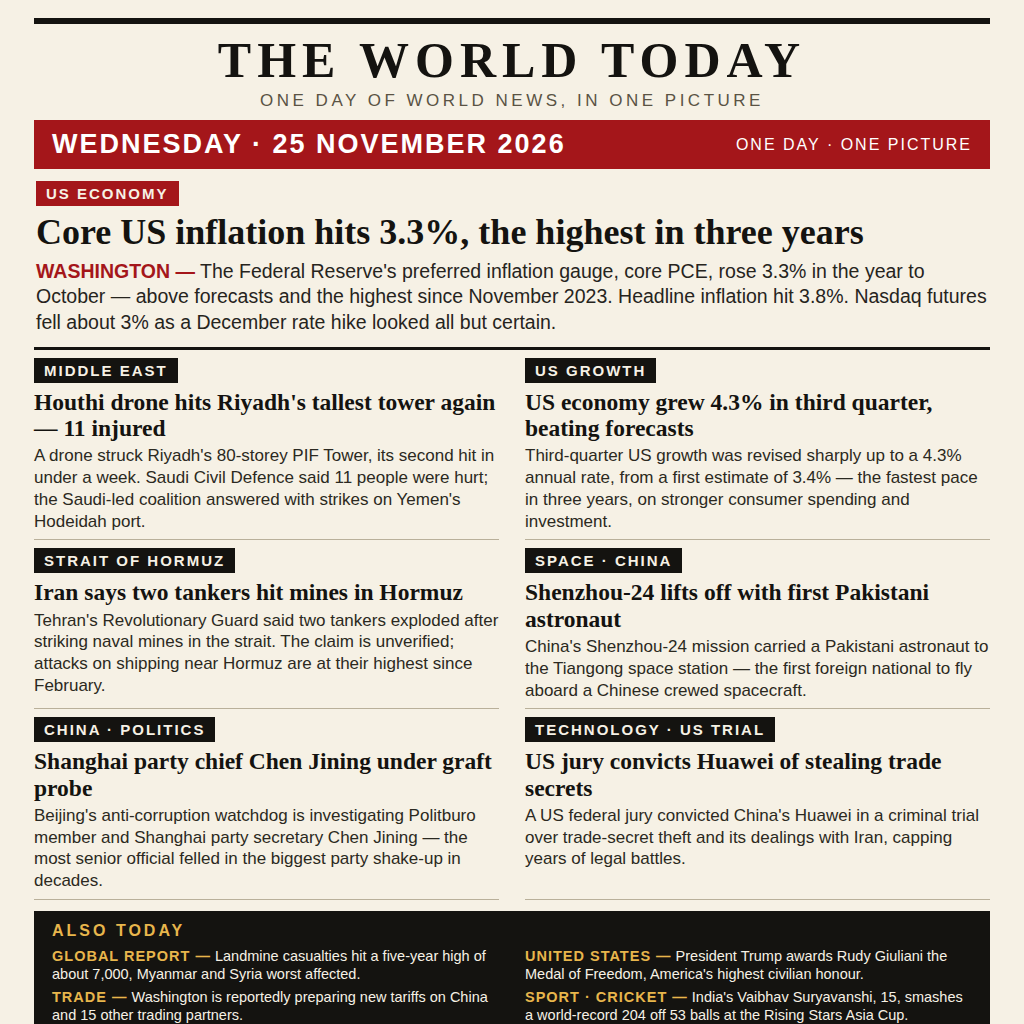 THE WORLD TODAY
ONE DAY OF WORLD NEWS, IN ONE PICTURE
WEDNESDAY · 25 NOVEMBER 2026
ONE DAY · ONE PICTURE
US ECONOMY
Core US inflation hits 3.3%, the highest in three years
WASHINGTON — The Federal Reserve's preferred inflation gauge, core PCE, rose 3.3% in the year to
October — above forecasts and the highest since November 2023. Headline inflation hit 3.8%. Nasdaq futures
fell about 3% as a December rate hike looked all but certain.
MIDDLE EAST
Houthi drone hits Riyadh's tallest tower again
— 11 injured
A drone struck Riyadh's 80-storey PIF Tower, its second hit in
under a week. Saudi Civil Defence said 11 people were hurt;
the Saudi-led coalition answered with strikes on Yemen's
Hodeidah port.
US GROWTH
US economy grew 4.3% in third quarter,
beating forecasts
Third-quarter US growth was revised sharply up to a 4.3%
annual rate, from a first estimate of 3.4% — the fastest pace
in three years, on stronger consumer spending and
investment.
STRAIT OF HORMUZ
Iran says two tankers hit mines in Hormuz
Tehran's Revolutionary Guard said two tankers exploded after
striking naval mines in the strait. The claim is unverified;
attacks on shipping near Hormuz are at their highest since
February.
SPACE · CHINA
Shenzhou-24 lifts off with first Pakistani
astronaut
China's Shenzhou-24 mission carried a Pakistani astronaut to
the Tiangong space station — the first foreign national to fly
aboard a Chinese crewed spacecraft.
CHINA · POLITICS
Shanghai party chief Chen Jining under graft
probe
Beijing's anti-corruption watchdog is investigating Politburo
member and Shanghai party secretary Chen Jining — the
most senior official felled in the biggest party shake-up in
decades.
TECHNOLOGY · US TRIAL
US jury convicts Huawei of stealing trade
secrets
A US federal jury convicted China's Huawei in a criminal trial
over trade-secret theft and its dealings with Iran, capping
years of legal battles.
ALSO TODAY
GLOBAL REPORT — Landmine casualties hit a five-year high of
about 7,000, Myanmar and Syria worst affected.
UNITED STATES — President Trump awards Rudy Giuliani the
Medal of Freedom, America's highest civilian honour.
TRADE — Washington is reportedly preparing new tariffs on China
and 15 other trading partners.
SPORT · CRICKET — India's Vaibhav Suryavanshi, 15, smashes
a world-record 204 off 53 balls at the Rising Stars Asia Cup.